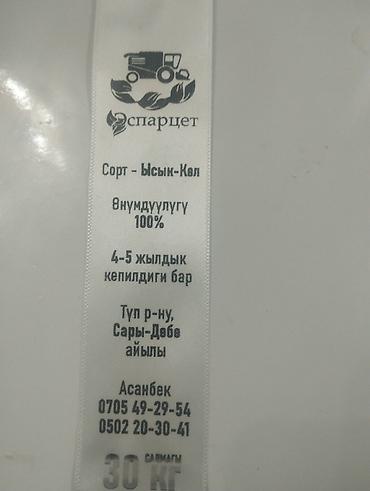 Эспарцет
Сорт - Ысык-Көл
Өнүмдүүлүгү
100%
4-5 жылдык
кепилдиги бар
Түп р-ну,
Сары-Дөбө
айылы
Асанбек
0705 49-29-54
0502 20-30-41
САЛМАГЫ
30 КГ